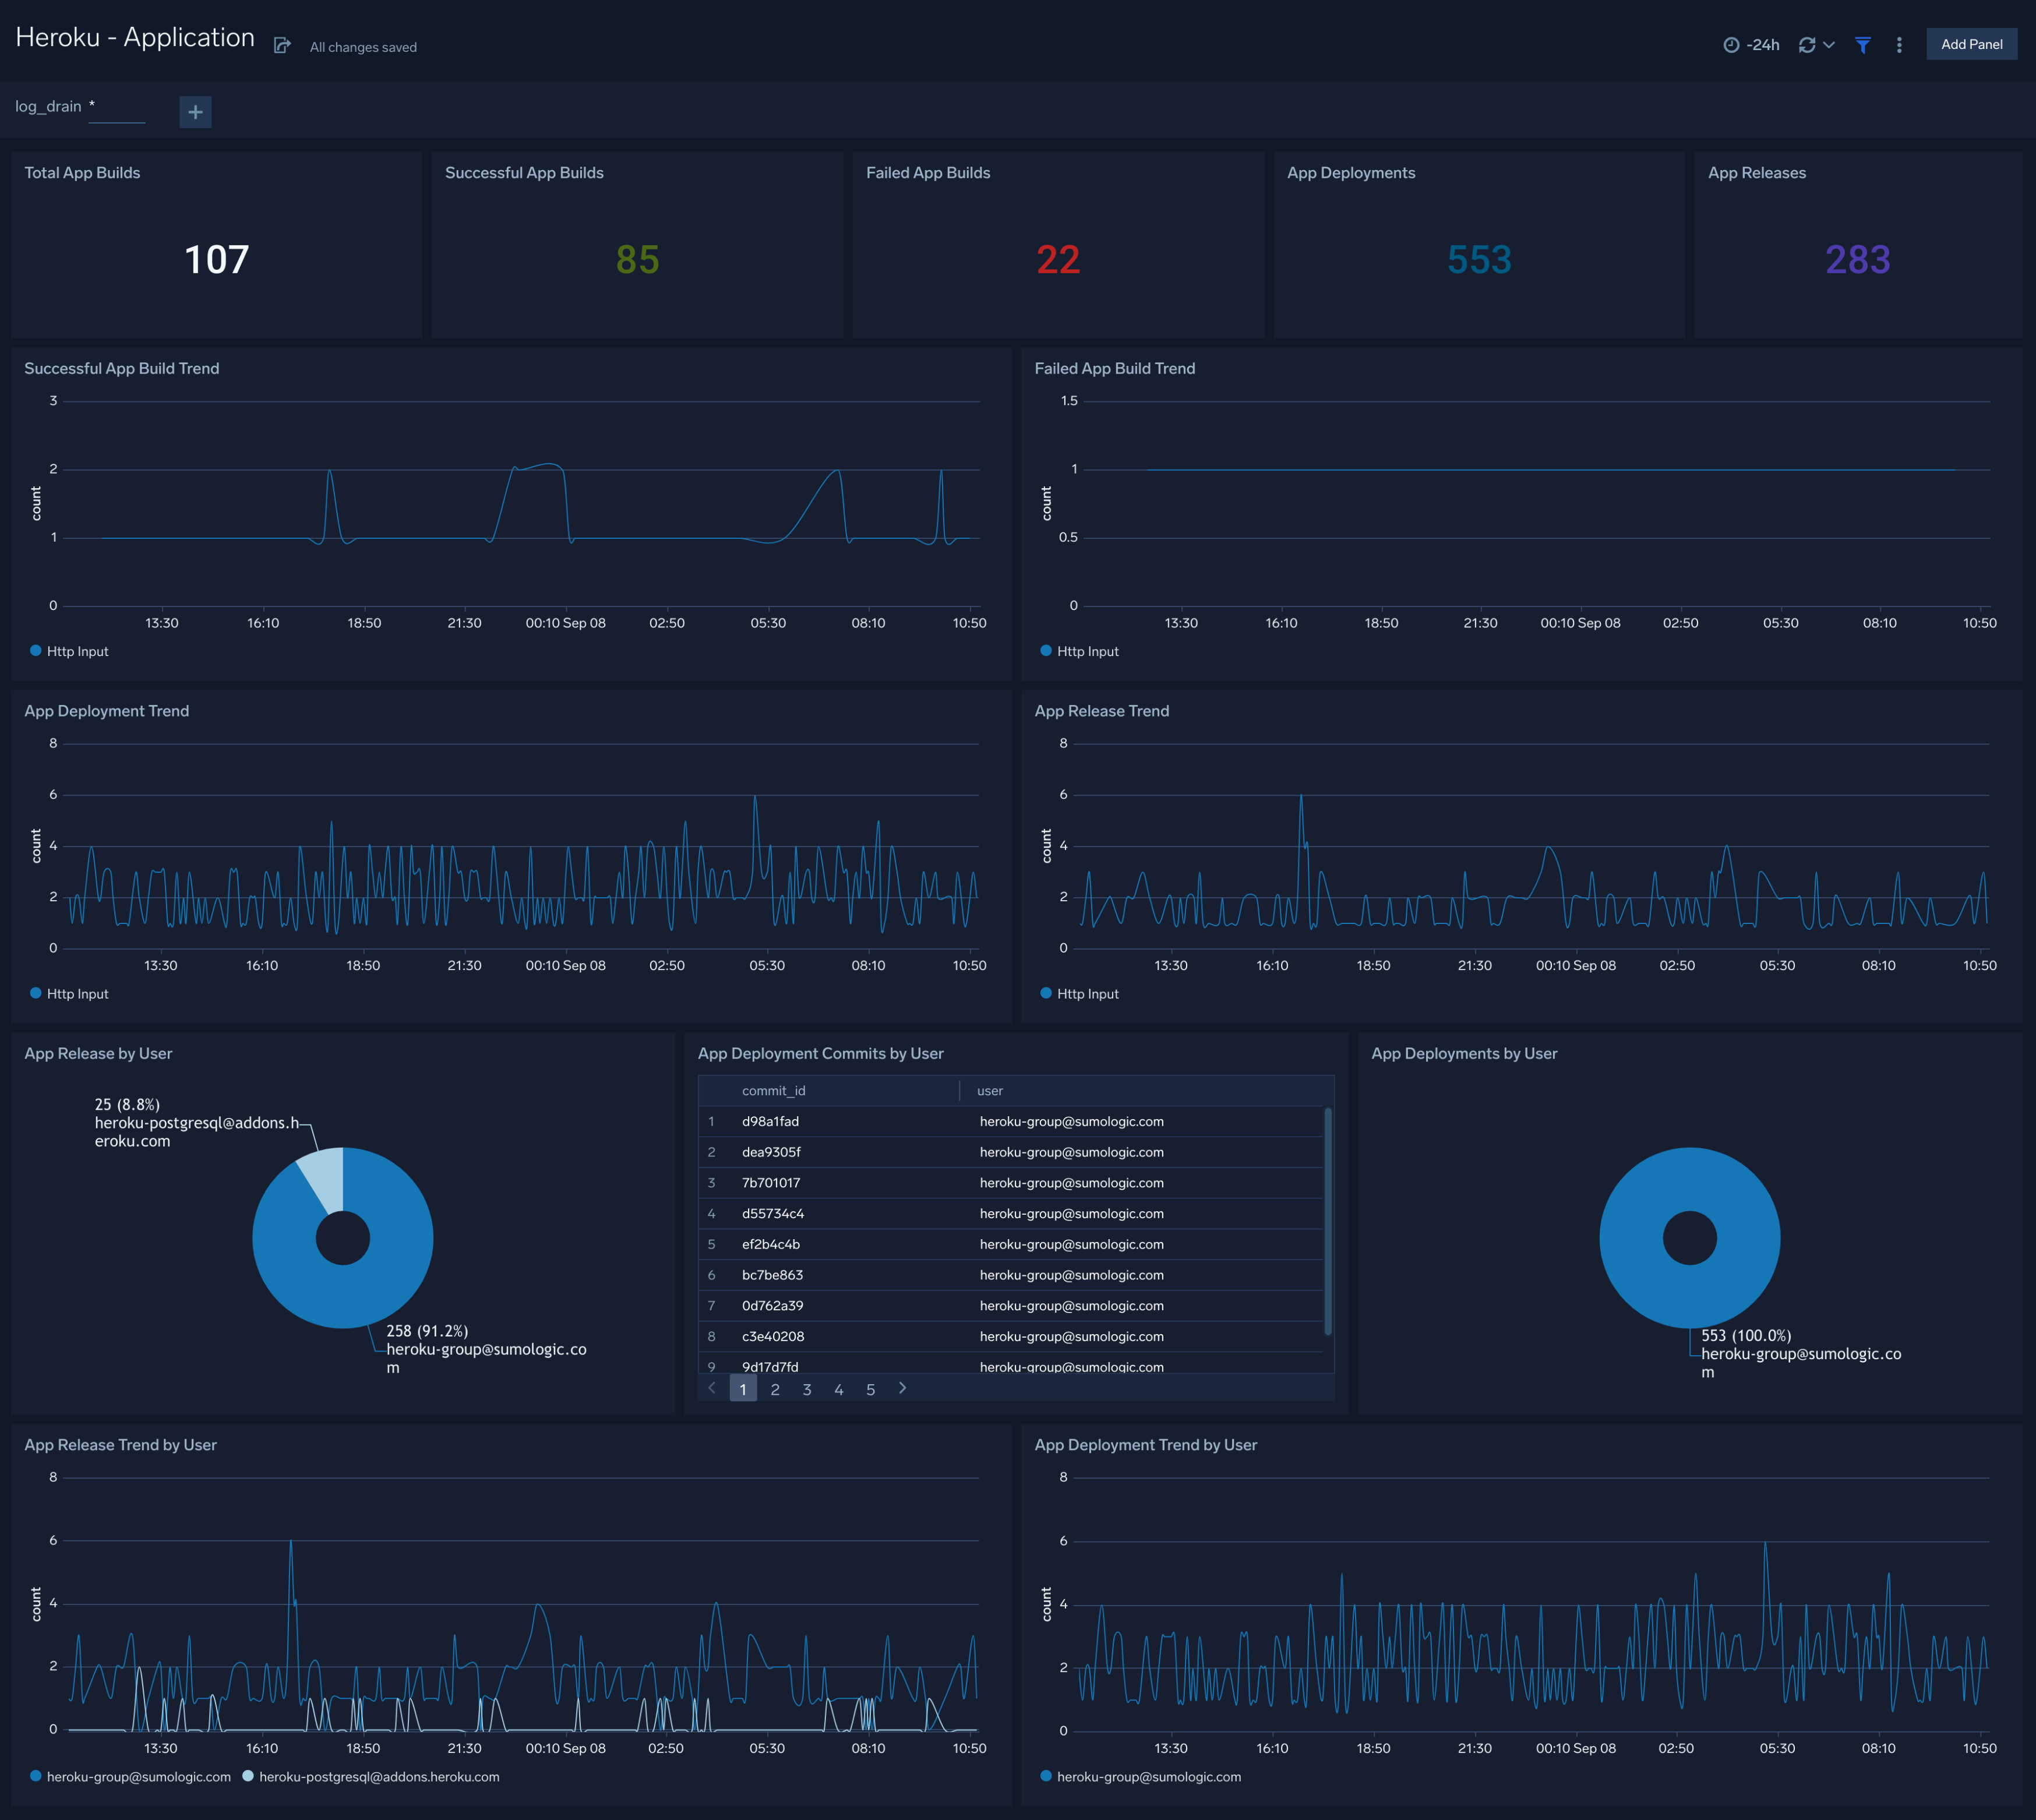 Heroku - Application
All changes saved
-24h
Add Panel
log_drain *
+
Total App Builds
107
Successful App Builds
85
Failed App Builds
22
App Deployments
553
App Releases
283
Successful App Build Trend
3
2
1
0
count
13:30 16:10 18:50 21:30 00:10 Sep 08 02:50 05:30 08:10 10:50
Http Input
Failed App Build Trend
1.5
1
0.5
0
count
13:30 16:10 18:50 21:30 00:10 Sep 08 02:50 05:30 08:10 10:50
Http Input
App Deployment Trend
8
6
4
2
0
count
13:30 16:10 18:50 21:30 00:10 Sep 08 02:50 05:30 08:10 10:50
Http Input
App Release Trend
8
6
4
2
0
count
13:30 16:10 18:50 21:30 00:10 Sep 08 02:50 05:30 08:10 10:50
Http Input
App Release by User
25 (8.8%)
heroku-postgresql@addons.h
eroku.com
258 (91.2%)
heroku-group@sumologic.co
m
App Deployment Commits by User
commit_id user
1 d98a1fad heroku-group@sumologic.com
2 dea9305f heroku-group@sumologic.com
3 7b701017 heroku-group@sumologic.com
4 d55734c4 heroku-group@sumologic.com
5 ef2b4c4b heroku-group@sumologic.com
6 bc7be863 heroku-group@sumologic.com
7 0d762a39 heroku-group@sumologic.com
8 c3e40208 heroku-group@sumologic.com
9 9d17d7fd heroku-group@sumologic.com
1 2 3 4 5
App Deployments by User
553 (100.0%)
heroku-group@sumologic.co
m
App Release Trend by User
8
6
4
2
0
count
13:30 16:10 18:50 21:30 00:10 Sep 08 02:50 05:30 08:10 10:50
heroku-group@sumologic.com heroku-postgresql@addons.heroku.com
App Deployment Trend by User
8
6
4
2
0
count
13:30 16:10 18:50 21:30 00:10 Sep 08 02:50 05:30 08:10 10:50
heroku-group@sumologic.com